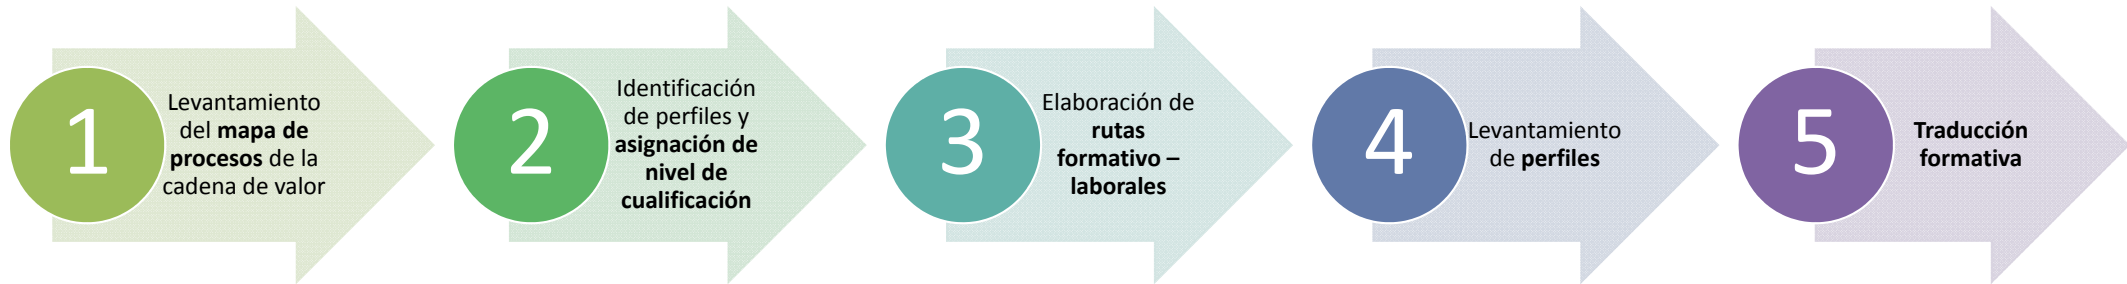 1
Levantamiento
del mapa de
procesos de la
cadena de valor
2
Identificación
de perfiles y
asignación de
nivel de
cualificación
3
Elaboración de
rutas
formativo –
laborales
4
Levantamiento
de perfiles
5
Traducción
formativa